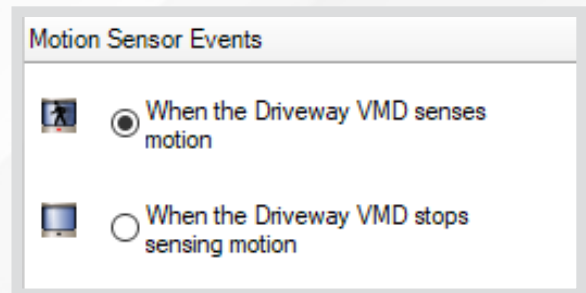 Motion Sensor Events
When the Driveway VMD senses
motion
When the Driveway VMD stops
sensing motion